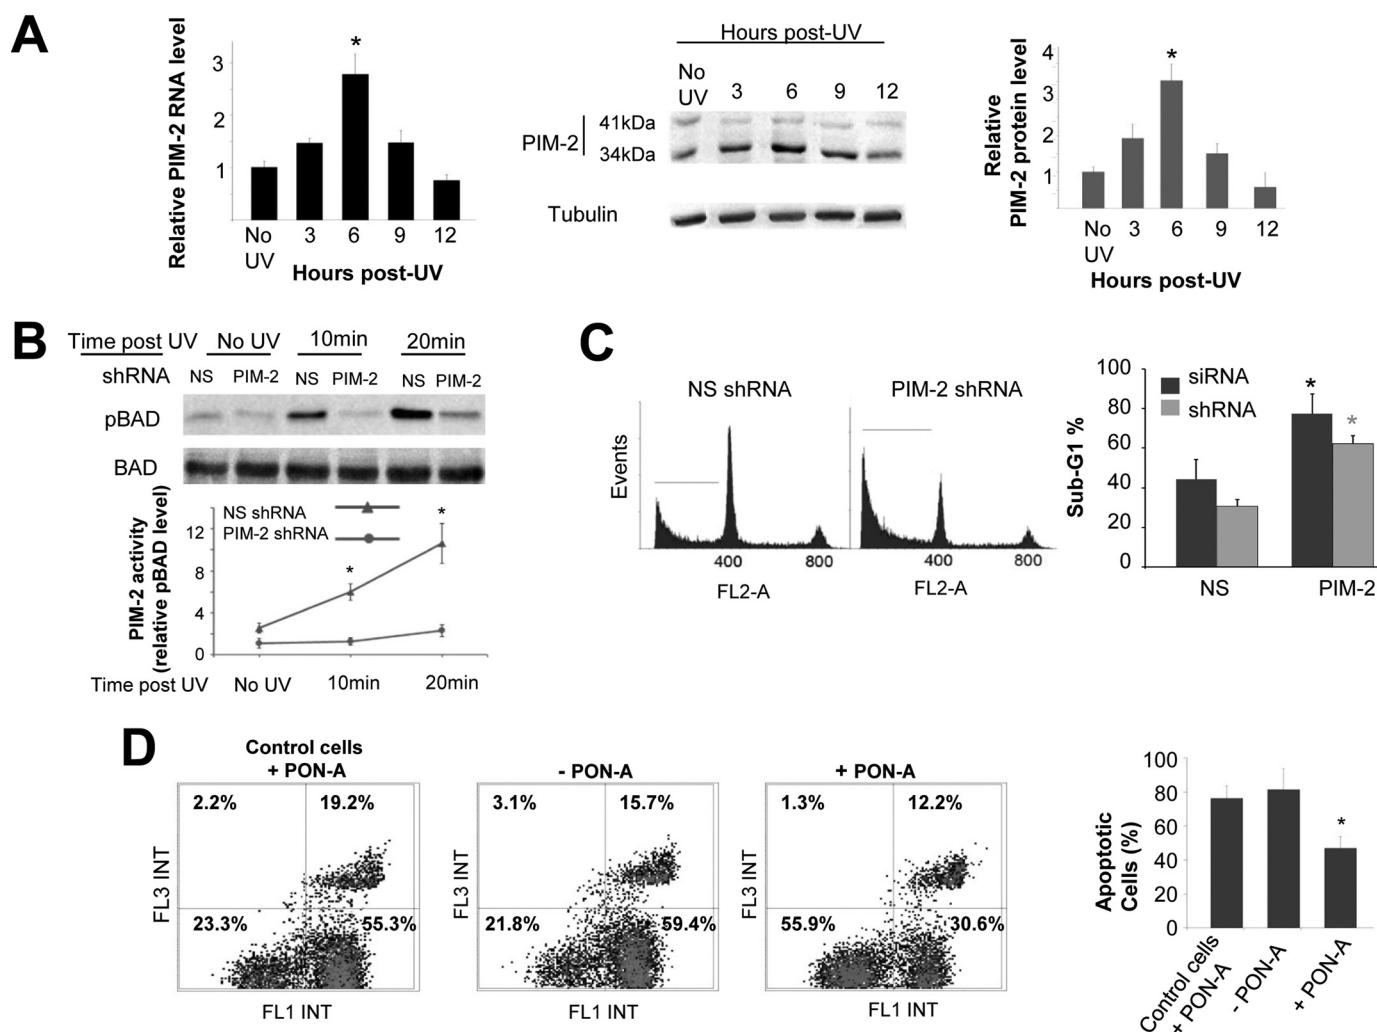 A
Relative PIM-2 RNA level
3
2
1
*
No UV
3
6
9
12
Hours post-UV
Hours post-UV
No UV
3
6
9
12
PIM-2
41kDa
34kDa
Tubulin
Relative
PIM-2 protein level
4
3
2
1
*
No UV
3
6
9
12
Hours post-UV
B
Time post UV No UV 10min 20min
shRNA NS PIM-2 NS PIM-2 NS PIM-2
pBAD
BAD
PIM-2 activity
(relative pBAD level)
NS shRNA
PIM-2 shRNA
12
8
4
0
*
*
Time post UV No UV 10min 20min
C
NS shRNA
PIM-2 shRNA
Events
400 800
FL2-A
400 800
FL2-A
Sub-G1 %
100
80
60
40
20
0
siRNA
shRNA
*
*
NS
PIM-2
D
Control cells
+ PON-A
2.2% 19.2%
23.3% 55.3%
FL3 INT
FL1 INT
- PON-A
3.1% 15.7%
21.8% 59.4%
FL3 INT
FL1 INT
+ PON-A
1.3% 12.2%
55.9% 30.6%
FL3 INT
FL1 INT
Apoptotic
Cells (%)
100
80
60
40
20
0
*
Control cells
+ PON-A
- PON-A
+ PON-A